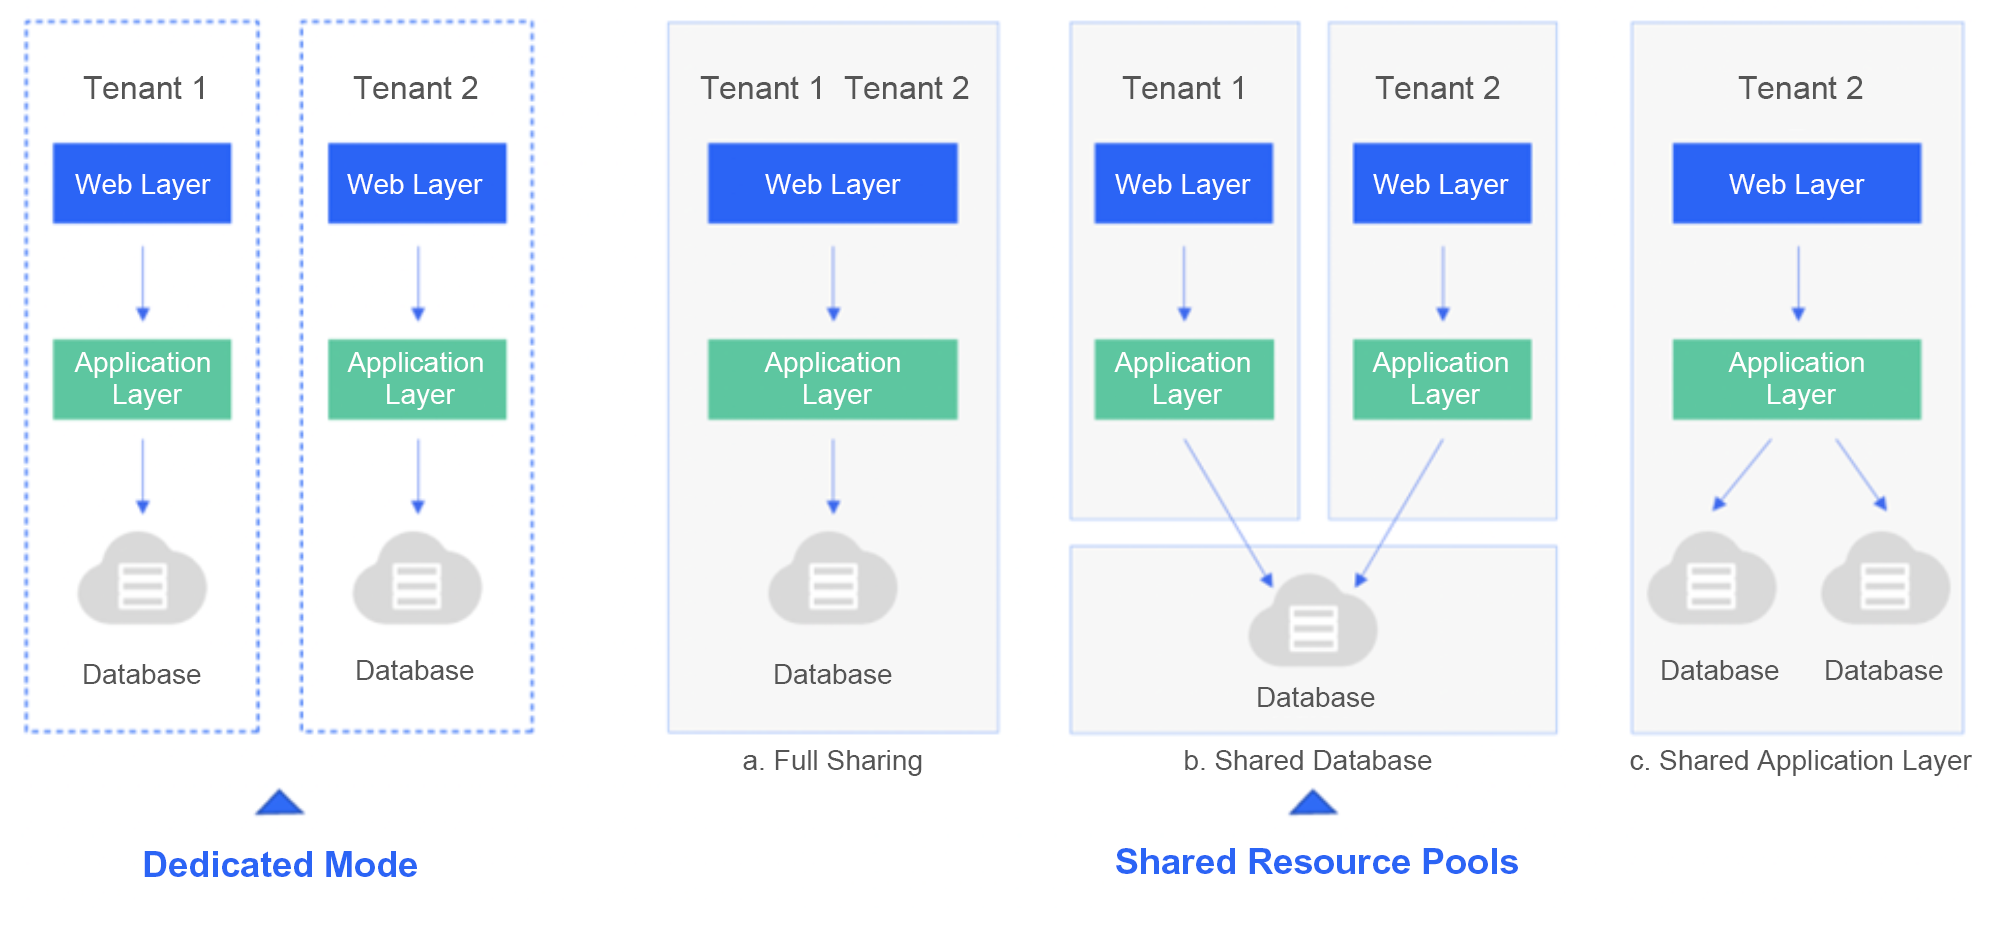 Tenant 1
Web Layer
Application
Layer
Database
Tenant 2
Web Layer
Application
Layer
Database
Dedicated Mode
Tenant 1 Tenant 2
Web Layer
Application
Layer
Database
a. Full Sharing
Tenant 1
Web Layer
Application
Layer
Tenant 2
Web Layer
Application
Layer
Database
b. Shared Database
Tenant 2
Web Layer
Application
Layer
Database Database
c. Shared Application Layer
Shared Resource Pools